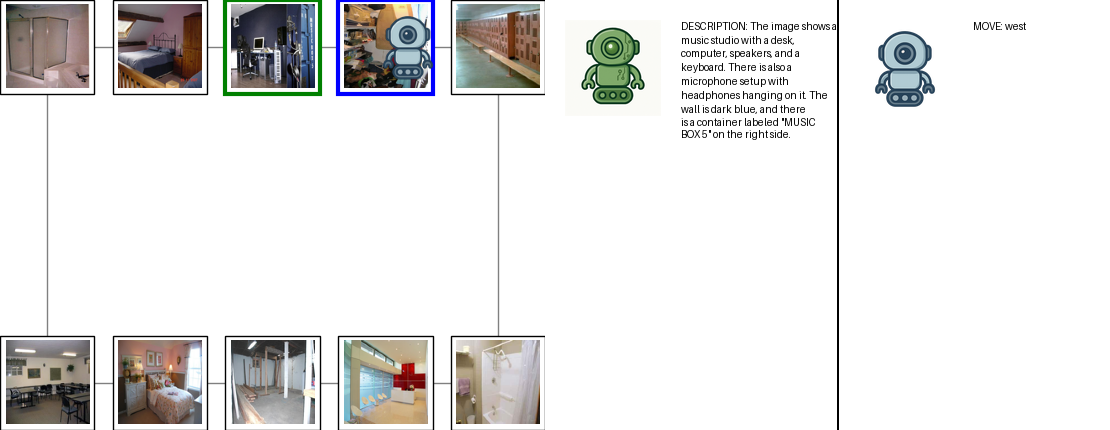 DESCRIPTION: The image shows a
music studio with a desk,
computer, speakers, and a
keyboard. There is also a
microphone setup with
headphones hanging on it. The
wall is dark blue, and there
is a container labeled "MUSIC
BOX 5" on the right side.
MOVE: west